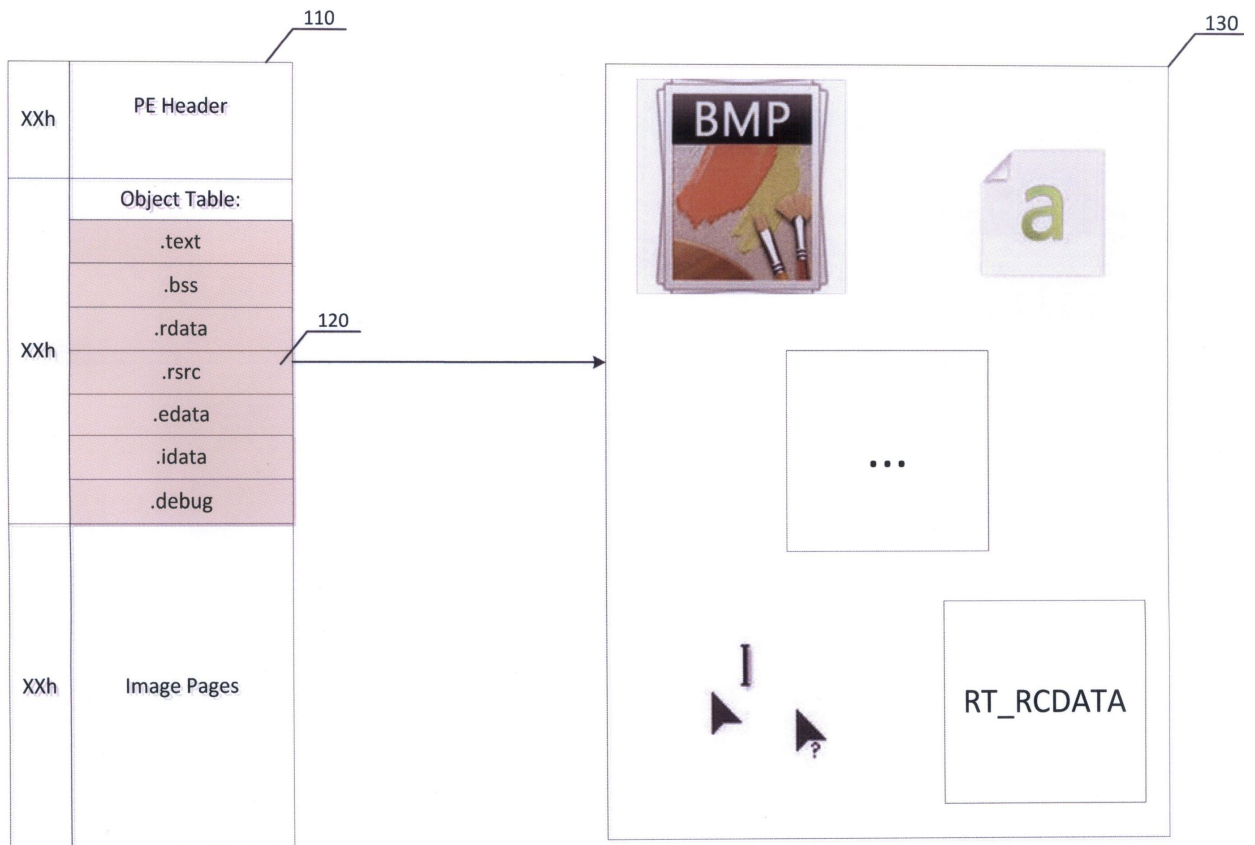 110
130
XXh
PE Header
Object Table:
.text
.bss
.rdata
120
XXh
.rsrc
.edata
.idata
.debug
XXh
Image Pages
BMP
a
...
I
?
RT_RCDATA